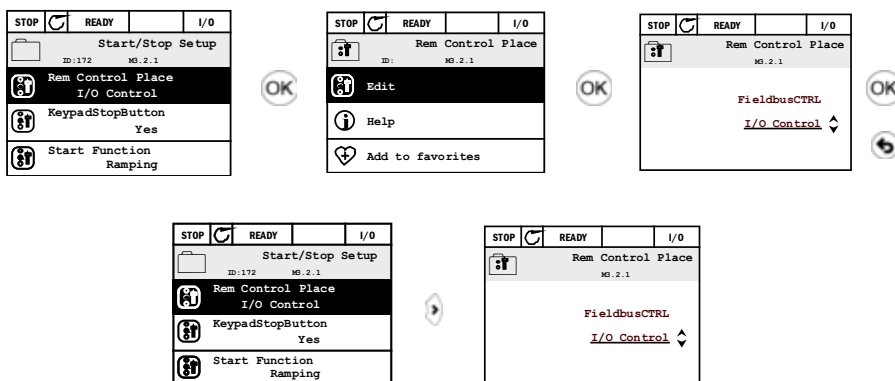 STOP READY I/O
Start/Stop Setup
ID:172 M3.2.1
Rem Control Place
I/O Control
KeypadStopButton
Yes
Start Function
Ramping
OK
STOP READY I/O
Rem Control Place
ID: M3.2.1
Edit
Help
Add to favorites
OK
STOP READY I/O
Rem Control Place
M3.2.1
FieldbusCTRL
I/O Control
OK
STOP READY I/O
Start/Stop Setup
ID:172 M3.2.1
Rem Control Place
I/O Control
KeypadStopButton
Yes
Start Function
Ramping
STOP READY I/O
Rem Control Place
M3.2.1
FieldbusCTRL
I/O Control